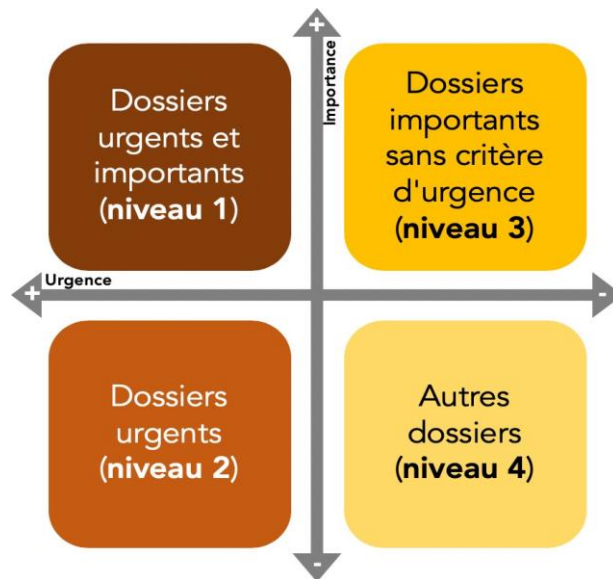 +
Importance
Dossiers
urgents et
importants
(niveau 1)
Dossiers
importants
sans critère
d'urgence
(niveau 3)
Urgence
+
-
Dossiers
urgents
(niveau 2)
Autres
dossiers
(niveau 4)
-